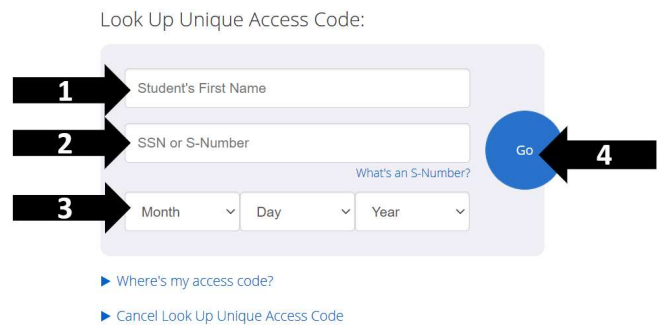 Look Up Unique Access Code:
1 Student's First Name
2 SSN or S-Number
Go 4
What's an S-Number?
3 Month Day Year
Where's my access code?
Cancel Look Up Unique Access Code